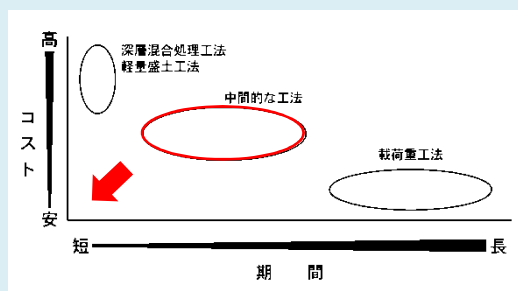 高
深層混合処理工法
軽量盛土工法
中間的な工法
コスト
載荷重工法
安
短
長
期 間